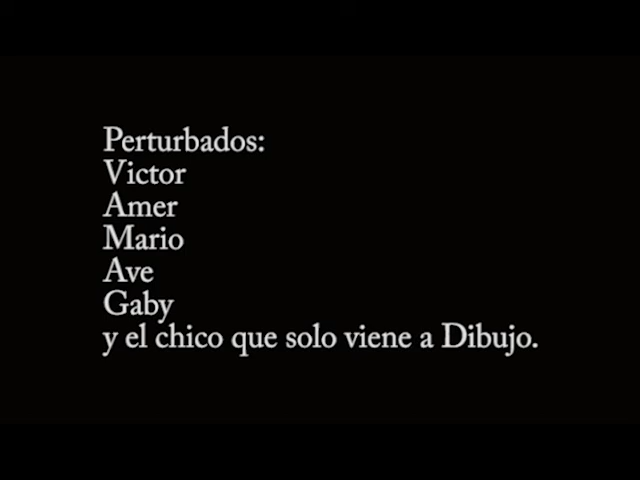 Perturbados:
Victor
Amer
Mario
Ave
Gaby
y el chico que solo viene a Dibujo.